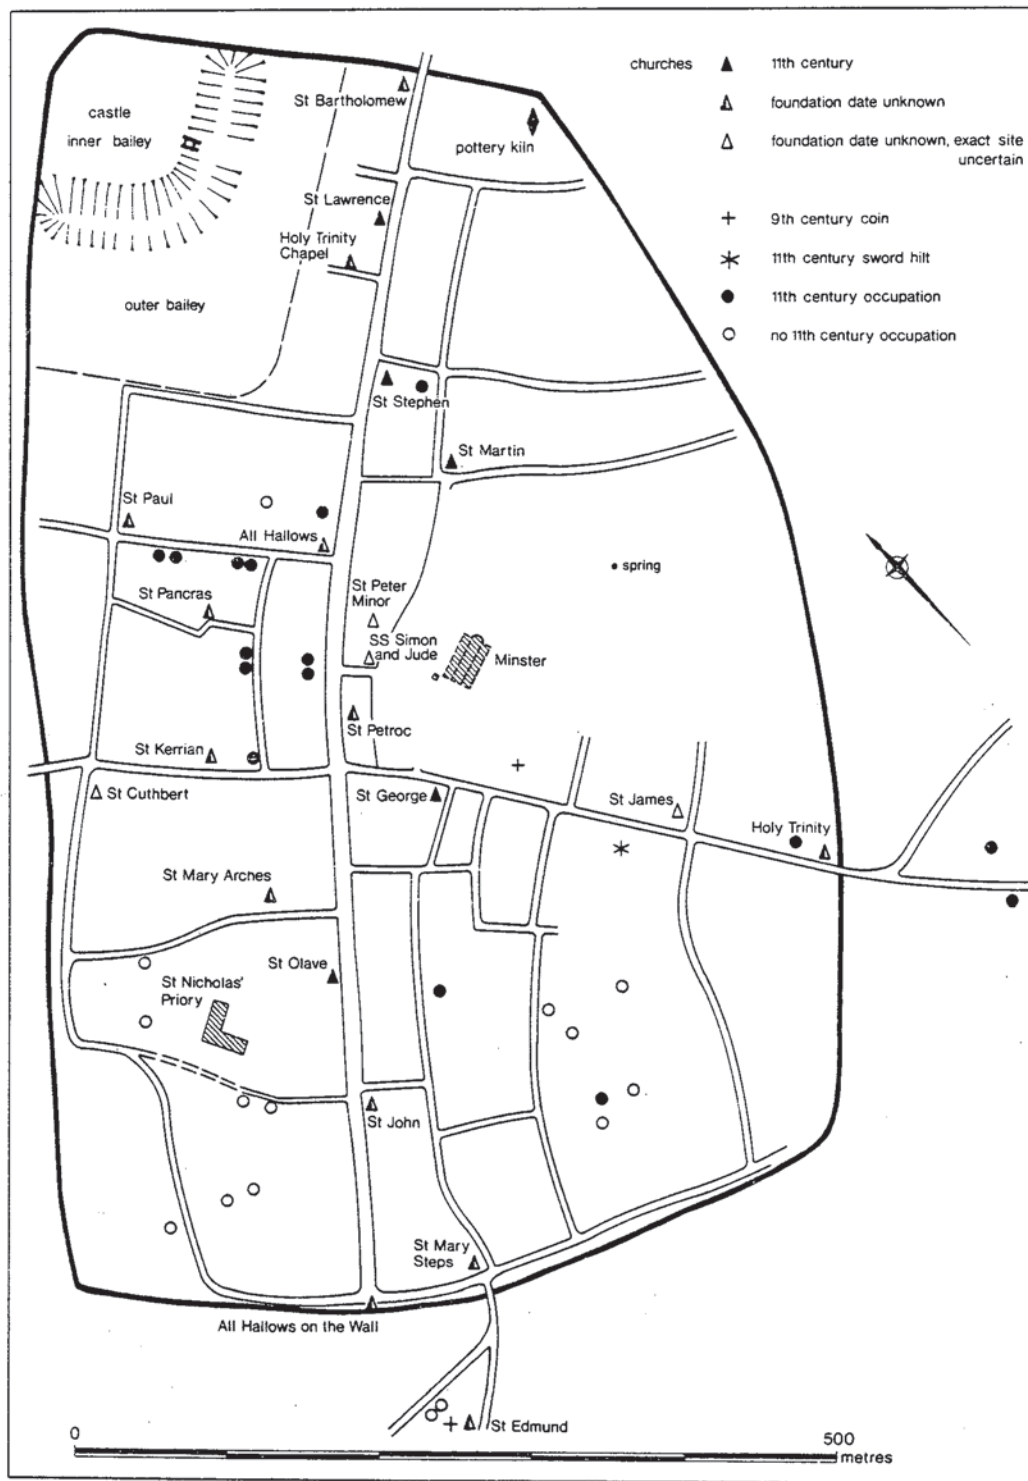 churches
11th century
foundation date unknown
foundation date unknown, exact site
uncertain
9th century coin
11th century sword hilt
11th century occupation
no 11th century occupation
castle
inner bailey
outer bailey
St Bartholomew
pottery kiln
St Lawrence
Holy Trinity
Chapel
St Stephen
St Martin
St Paul
All Hallows
spring
St Pancras
St Peter
Minor
SS Simon
and Jude
Minster
St Petroc
St Kerrian
St Cuthbert
St George
St James
Holy Trinity
St Mary Arches
St Olave
St Nicholas'
Priory
St John
St Mary
Steps
All Hallows on the Wall
St Edmund
0
500
metres